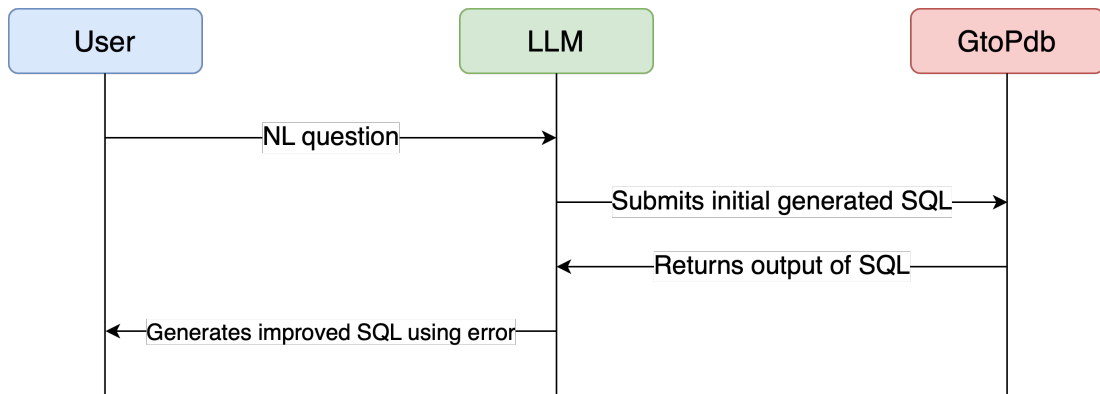 User
LLM
GtoPdb
NL question
Submits initial generated SQL
Returns output of SQL
Generates improved SQL using error